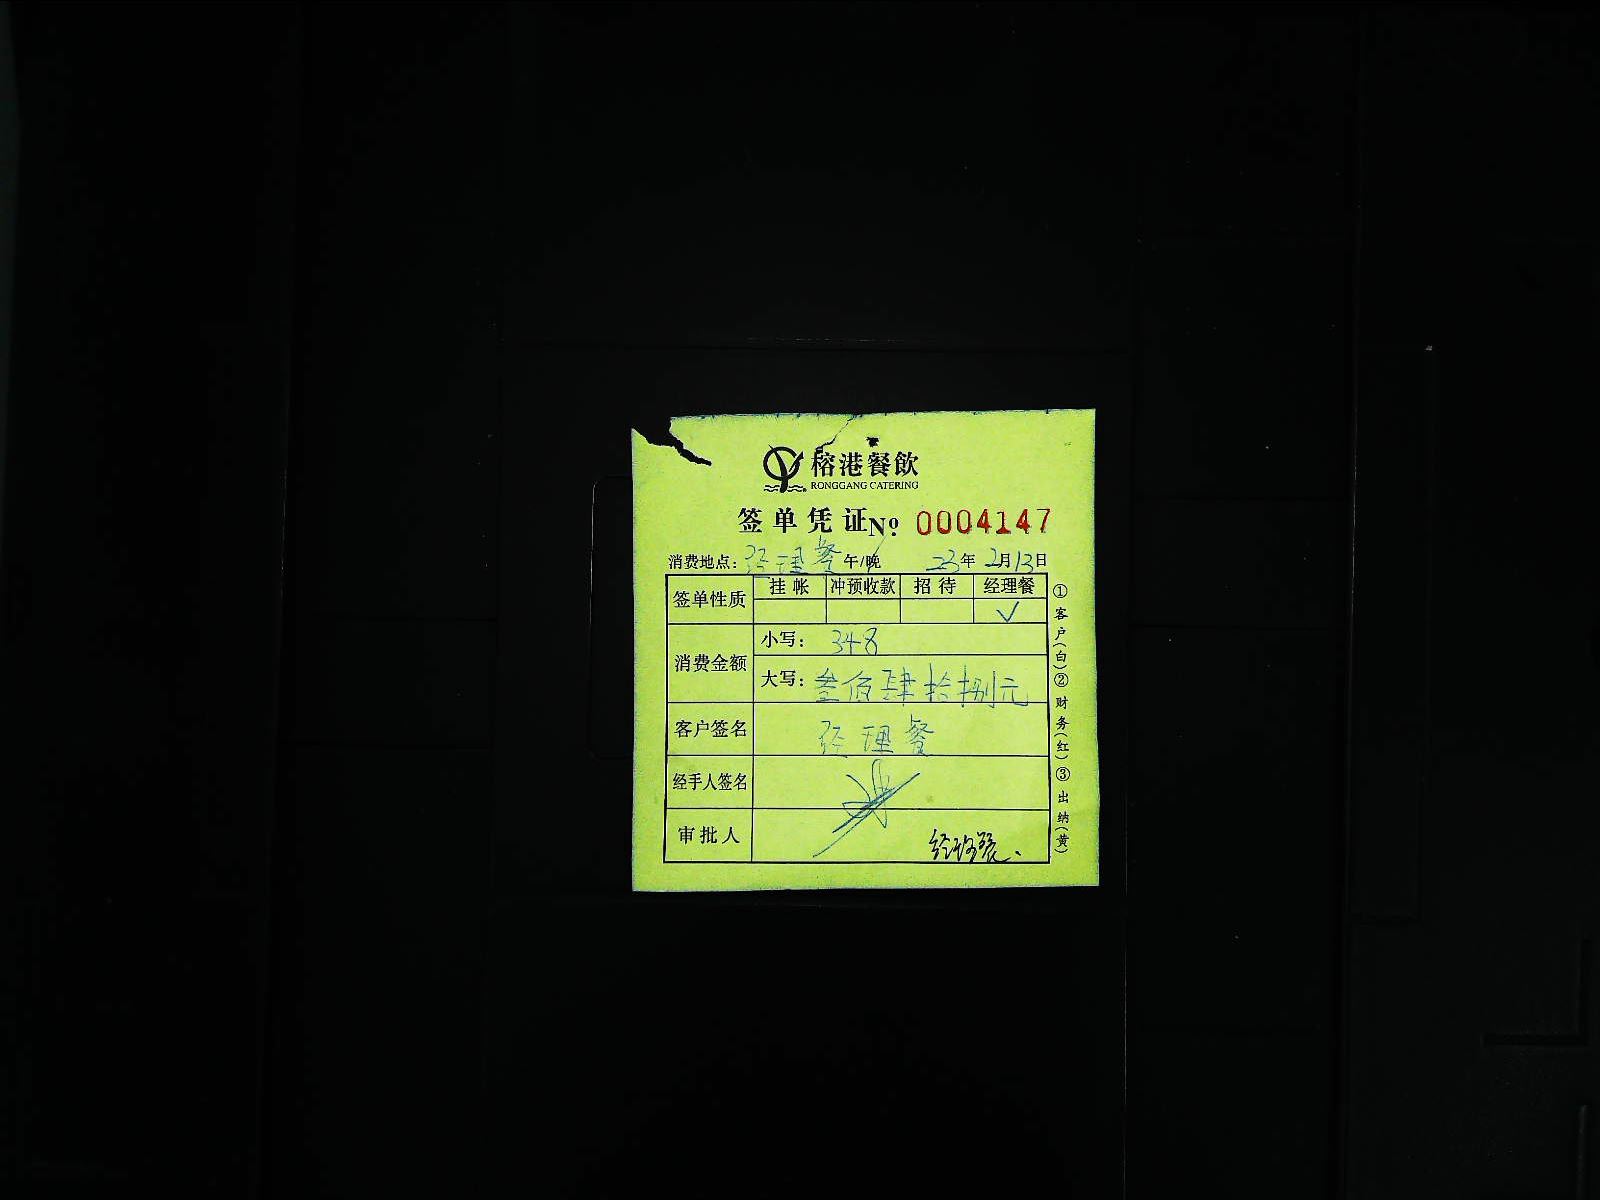 榕港餐飲
RONGGANG CATERING
签单凭证 No: 0004147
消费地点: 经理餐 午/晚 23年2月13日
签单性质 挂帐 冲预收款 招待 经理餐
√
消费金额 小写: 348
大写: 叁佰肆拾捌元
客户签名 经理餐
经手人签名
审批人
①客户(白)②财务(红)③出纳(黄)